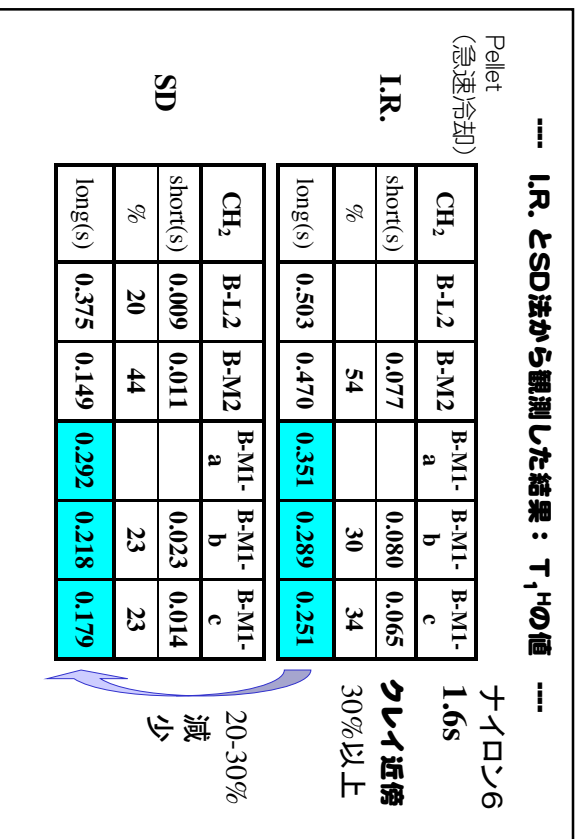 ---- I.R. とSD法から観測した結果：T₁ᴴの値 ----
Pellet
(急速冷却)
I.R.
CH₂ B-L2 B-M2 B-M1-a B-M1-b B-M1-c
short(s) 0.077 0.080 0.065
% 54 30 34
long(s) 0.503 0.470 0.351 0.289 0.251
ナイロン6
1.6s
クレイ近傍
30%以上
SD
CH₂ B-L2 B-M2 B-M1-a B-M1-b B-M1-c
short(s) 0.009 0.011 0.023 0.014
% 20 44 23 23
long(s) 0.375 0.149 0.292 0.218 0.179
20-30%
減
少